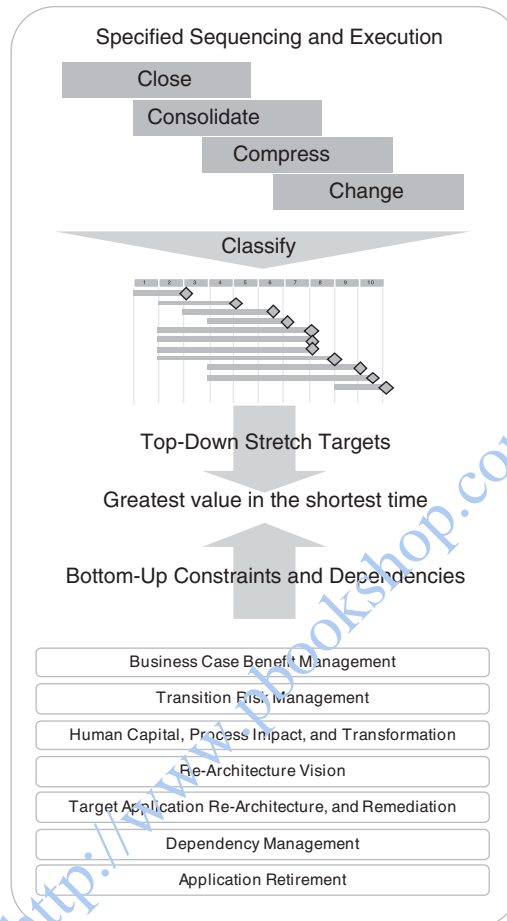 Specified Sequencing and Execution
Close
Consolidate
Compress
Change
Classify
1 2 3 4 5 6 7 8 9 10
Top-Down Stretch Targets
Greatest value in the shortest time
Bottom-Up Constraints and Dependencies
Business Case Benefit Management
Transition Risk Management
Human Capital, Process Impact, and Transformation
Re-Architecture Vision
Target Application Re-Architecture, and Remediation
Dependency Management
Application Retirement
http://www.pbookshop.com